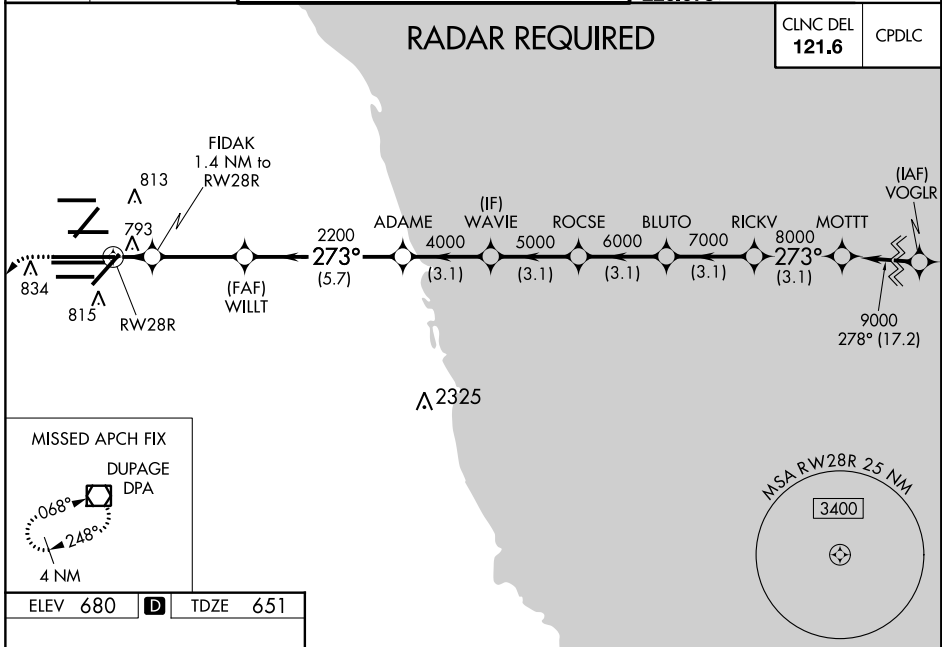 RADAR REQUIRED
CLNC DEL
121.6
CPDLC
FIDAK
1.4 NM to
RW28R
813
793
834
815
RW28R
(FAF)
WILLT
2200
273°
(5.7)
ADAME
4000
(3.1)
(IF)
WAVIE
5000
(3.1)
ROCSE
6000
(3.1)
BLUTO
7000
(3.1)
RICKV
8000
273°
(3.1)
MOTTT
(IAF)
VOGLR
9000
278° (17.2)
2325
MISSED APCH FIX
DUPAGE
DPA
068°
248°
4 NM
MSA RW28R 25 NM
3400
ELEV 680 D TDZE 651